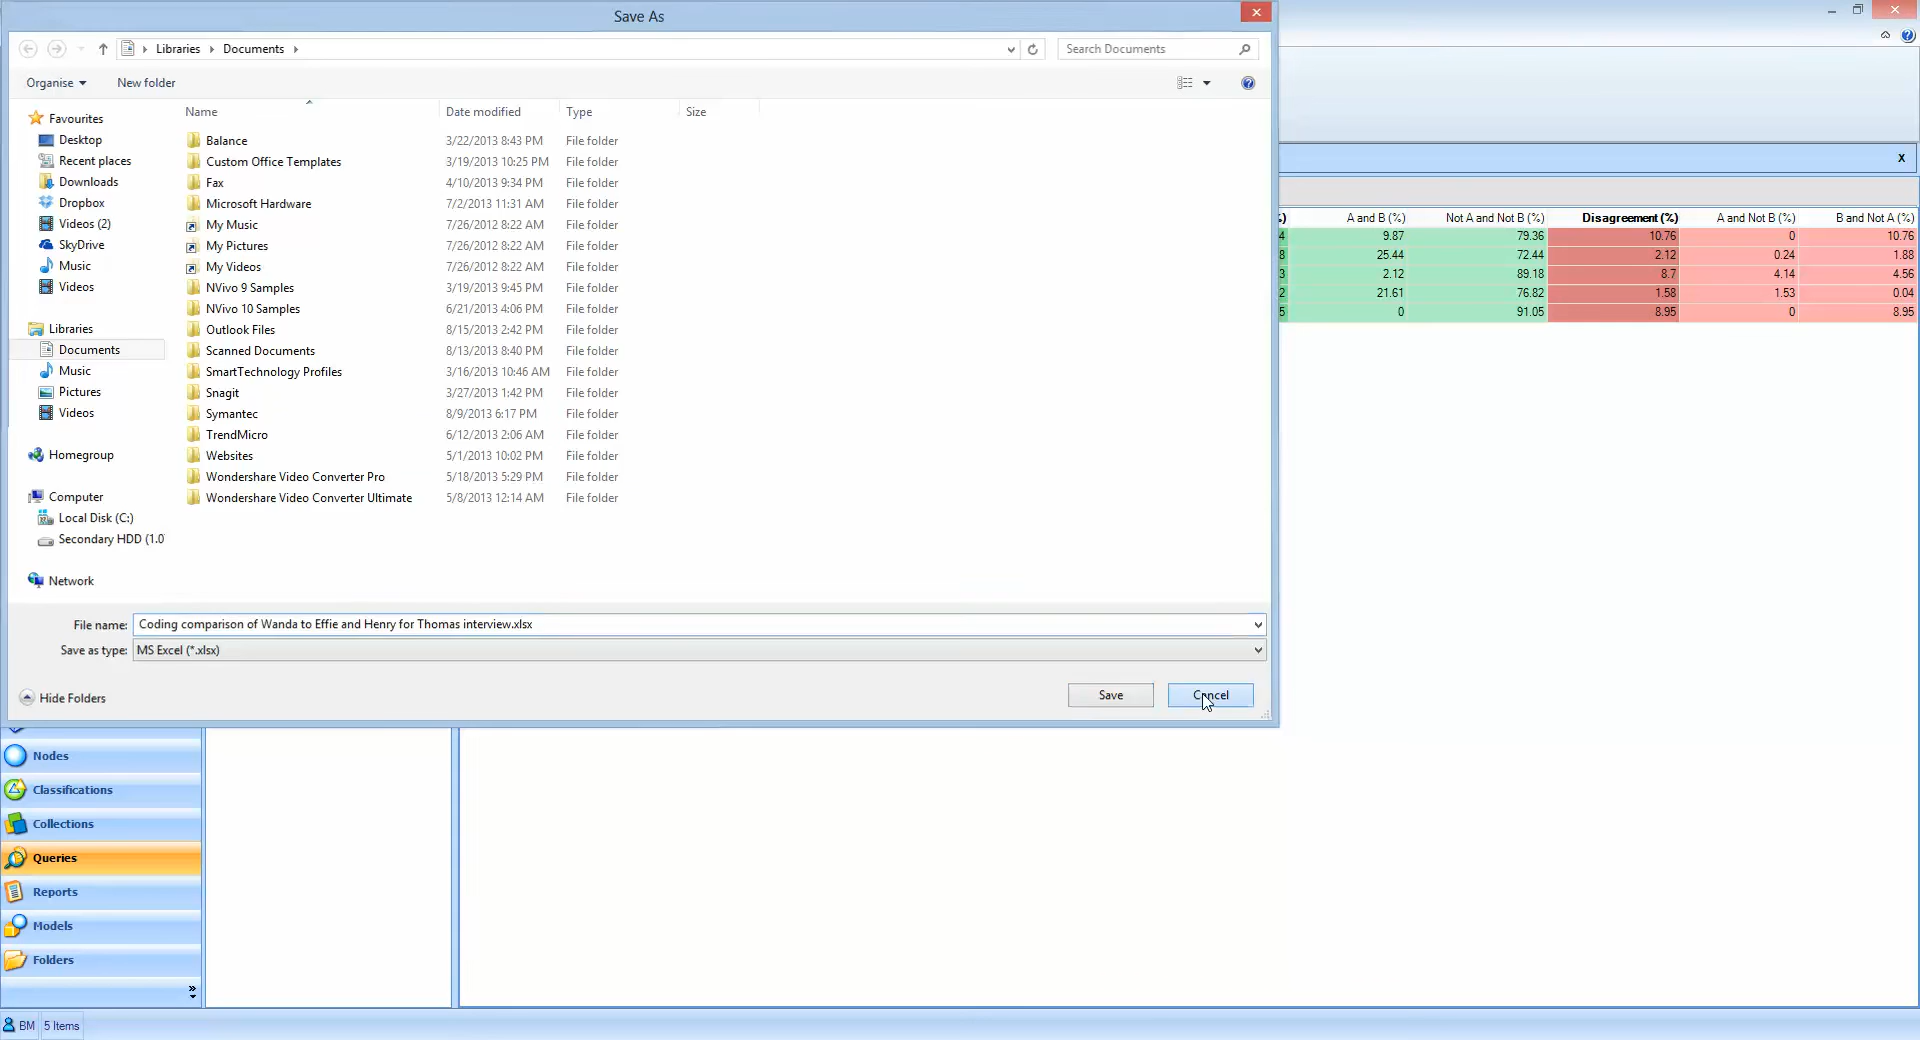 Save As
Libraries Documents
Search Documents
Organise New folder
Name Date modified Type Size
Favourites
Desktop
Recent places
Downloads
Dropbox
Videos (2)
SkyDrive
Music
Videos
Libraries
Documents
Music
Pictures
Videos
Homegroup
Computer
Local Disk (C:)
Secondary HDD (1.0
Network
Balance 3/22/2013 8:43 PM File folder
Custom Office Templates 3/19/2013 10:25 PM File folder
Fax 4/10/2013 9:34 PM File folder
Microsoft Hardware 7/2/2013 11:31 AM File folder
My Music 7/26/2012 8:22 AM File folder
My Pictures 7/26/2012 8:22 AM File folder
My Videos 7/26/2012 8:22 AM File folder
NVivo 9 Samples 3/19/2013 9:45 PM File folder
NVivo 10 Samples 6/21/2013 4:06 PM File folder
Outlook Files 8/15/2013 2:42 PM File folder
Scanned Documents 8/13/2013 8:40 PM File folder
SmartTechnology Profiles 3/16/2013 10:46 AM File folder
Snagit 3/27/2013 1:42 PM File folder
Symantec 8/9/2013 6:17 PM File folder
TrendMicro 6/12/2013 2:06 AM File folder
Websites 5/1/2013 10:02 PM File folder
Wondershare Video Converter Pro 5/18/2013 5:29 PM File folder
Wondershare Video Converter Ultimate 5/8/2013 12:14 AM File folder
File name: Coding comparison of Wanda to Effie and Henry for Thomas interview.xlsx
Save as type: MS Excel (*.xlsx)
Hide Folders
Save Cancel
X
%) A and B (%) Not A and Not B (%) Disagreement (%) A and Not B (%) B and Not A (%)
4 9.87 79.36 10.76 0 10.76
8 25.44 72.44 2.12 0.24 1.88
3 2.12 89.18 8.7 4.14 4.56
2 21.61 76.82 1.58 1.53 0.04
5 0 91.05 8.95 0 8.95
Nodes
Classifications
Collections
Queries
Reports
Models
Folders
BM 5 Items